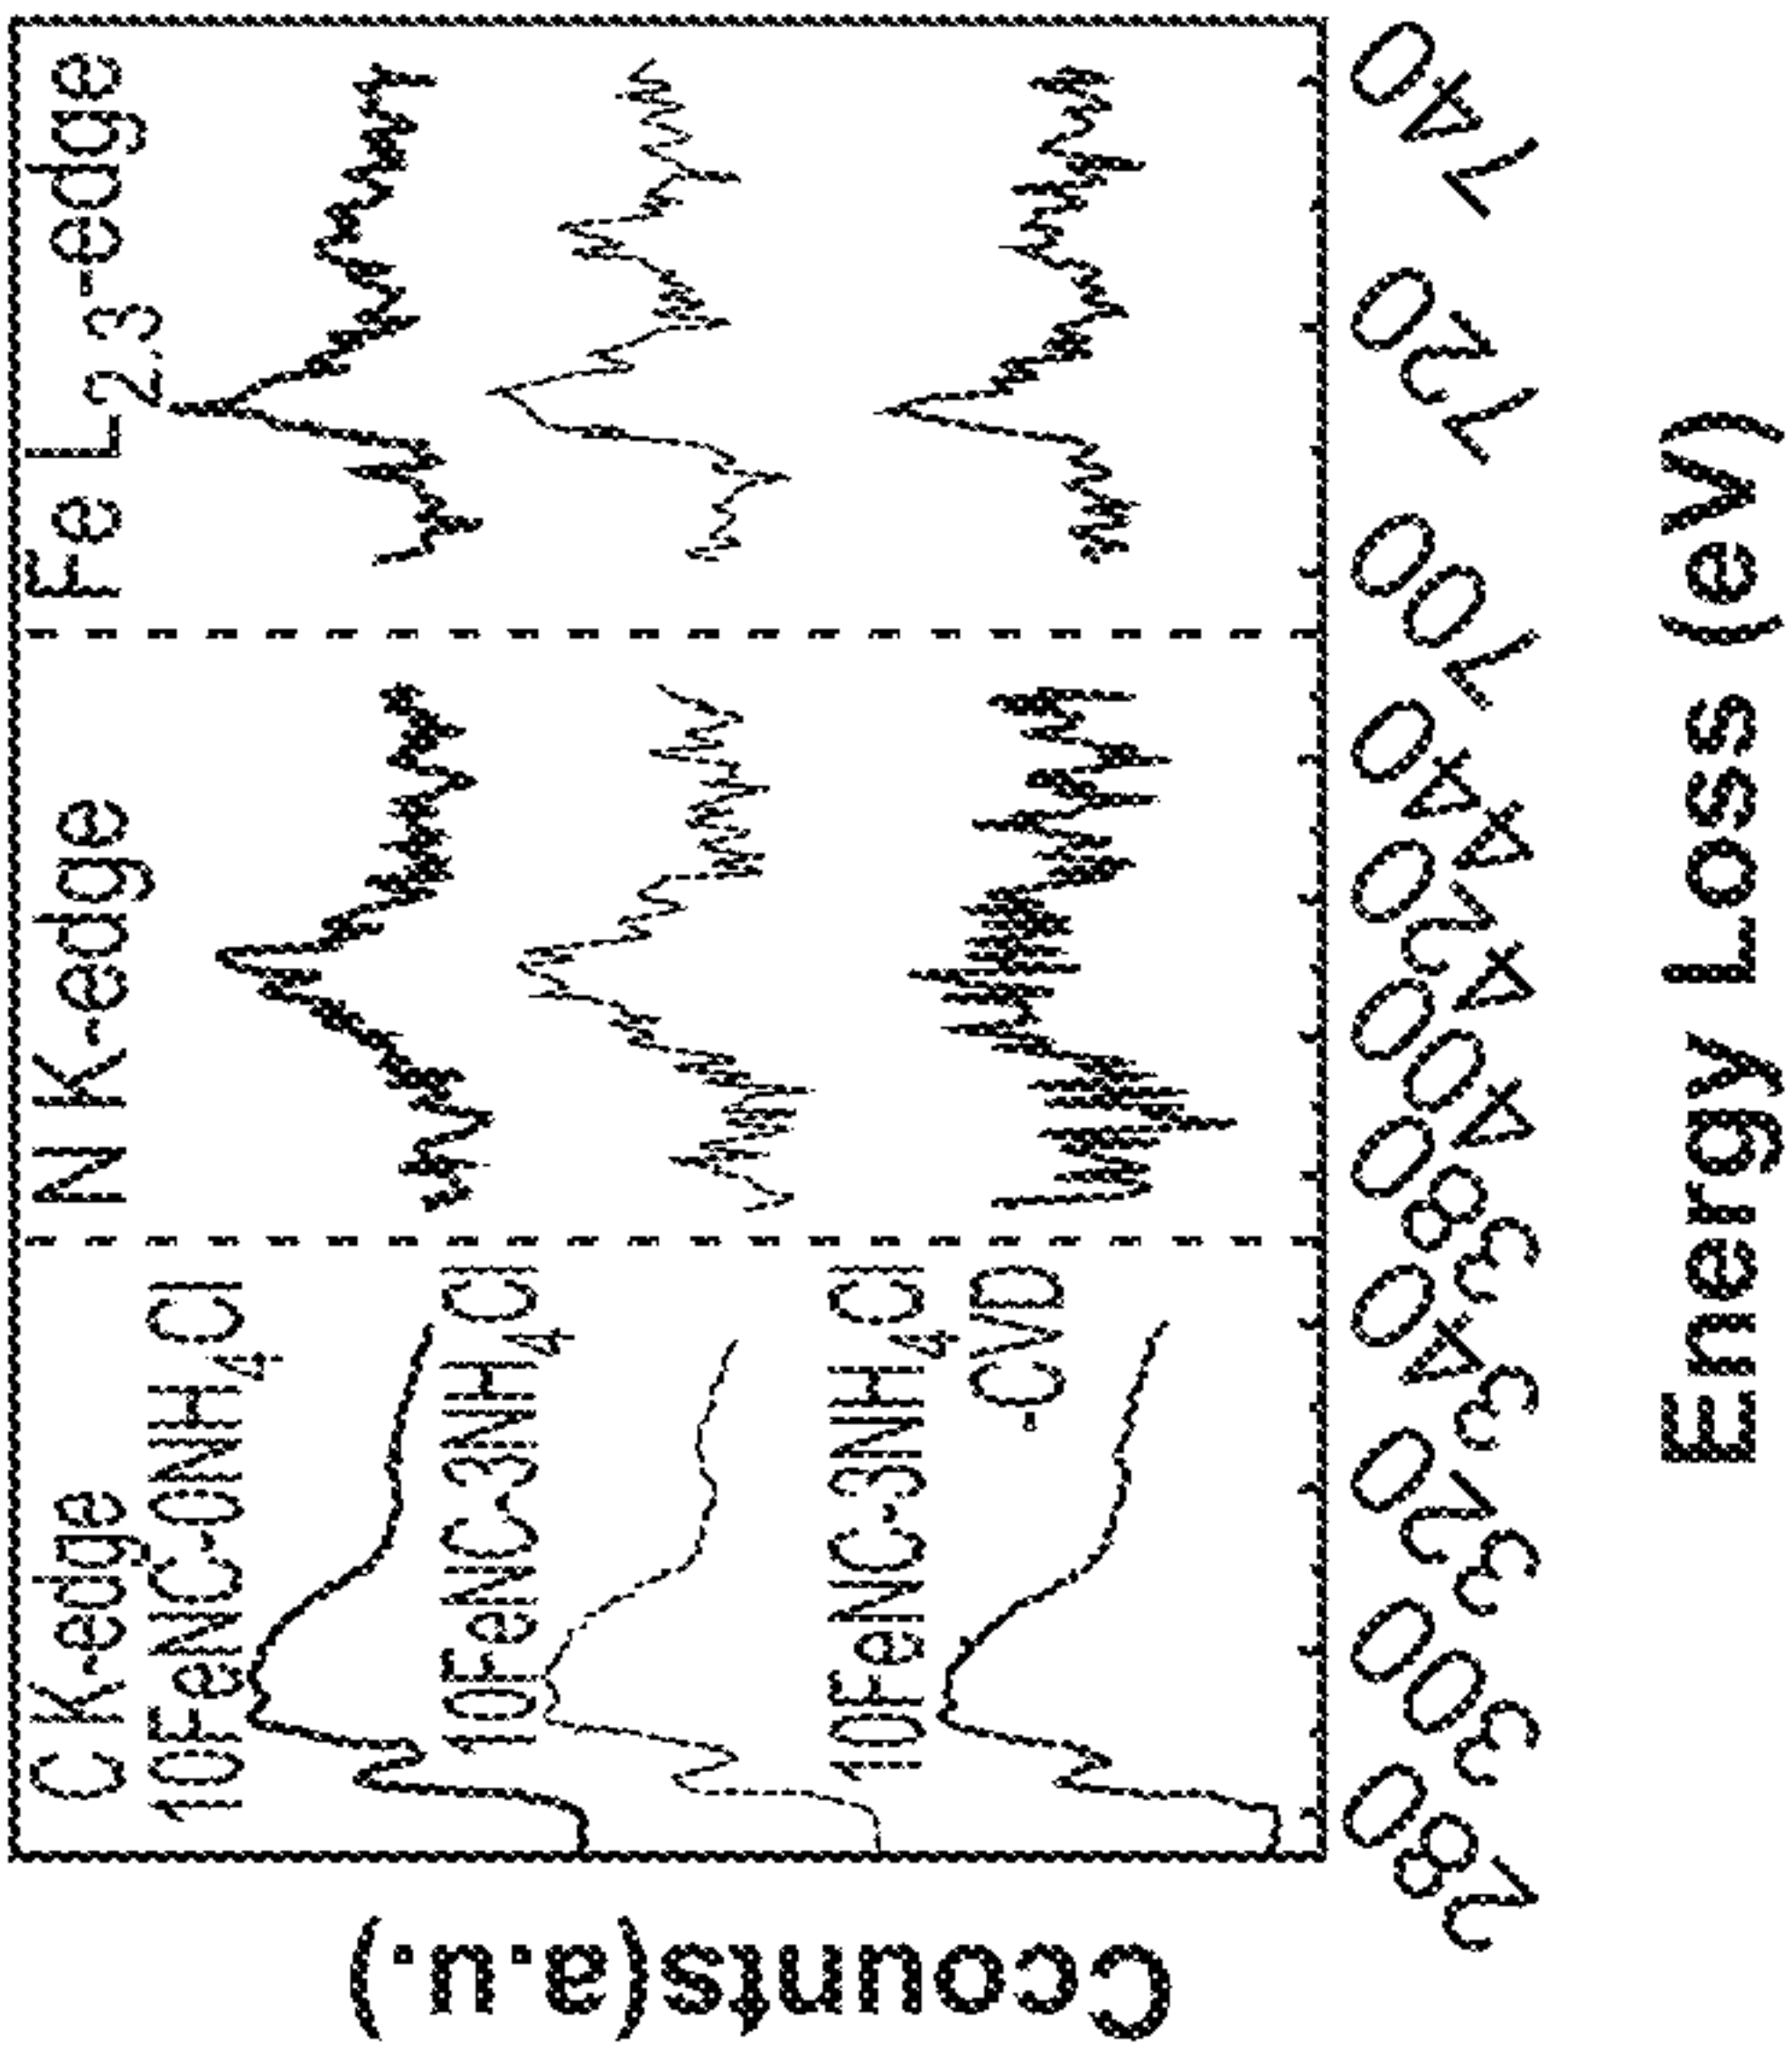 C K-edge
N K-edge
Fe L2,3-edge
10FeNC-0NH4Cl
10FeNC-3NH4Cl
10FeNC-3NH4Cl
-CVD
Ccounts(a.u.)
280
300
320
340
380
400
420
440
700
720
740
Energy Loss (eV)